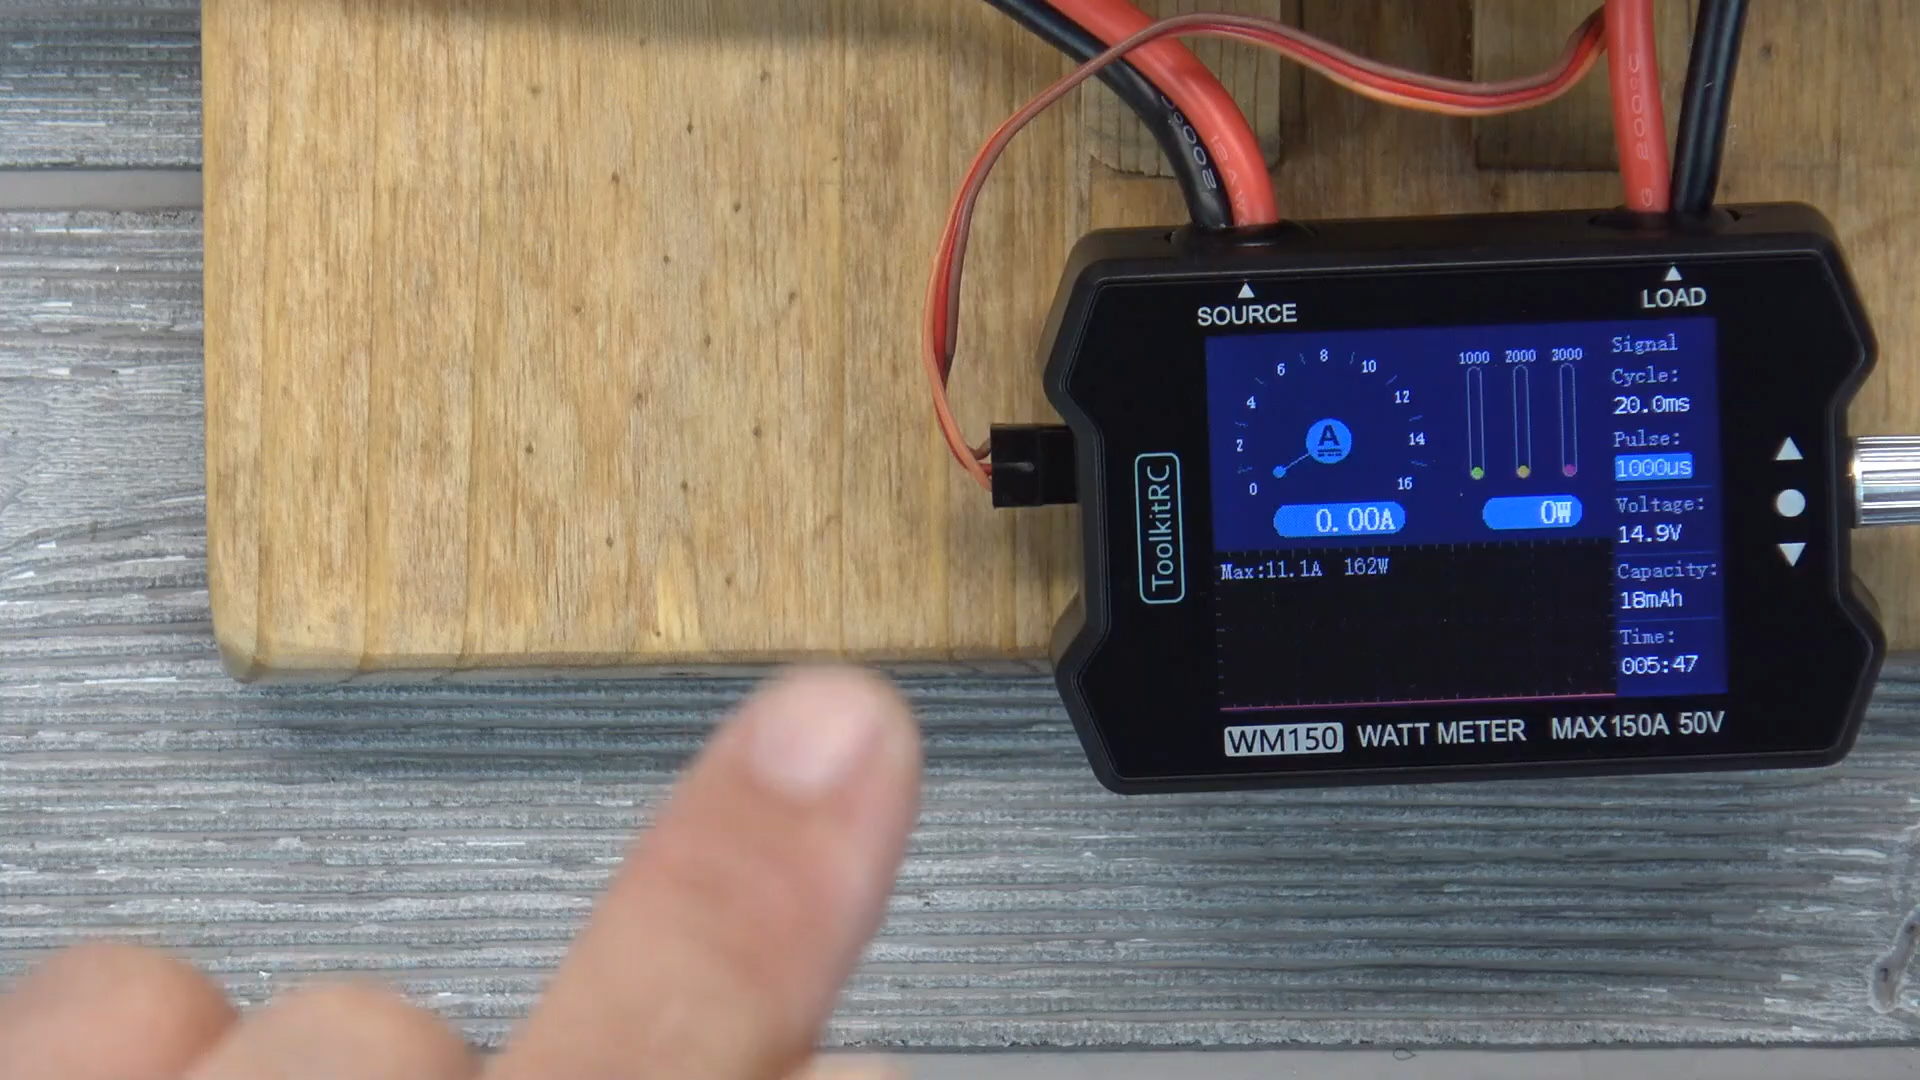 12AWG
200°C
SOURCE
LOAD
ToolkitRC
0
2
4
6
8
10
12
14
16
A
0.00A
1000 2000 3000
0W
Signal
Cycle:
20.0ms
Pulse:
1000us
Voltage:
14.9V
Capacity:
18mAh
Time:
005:47
Max:11.1A 162W
WM150 WATT METER MAX 150A 50V